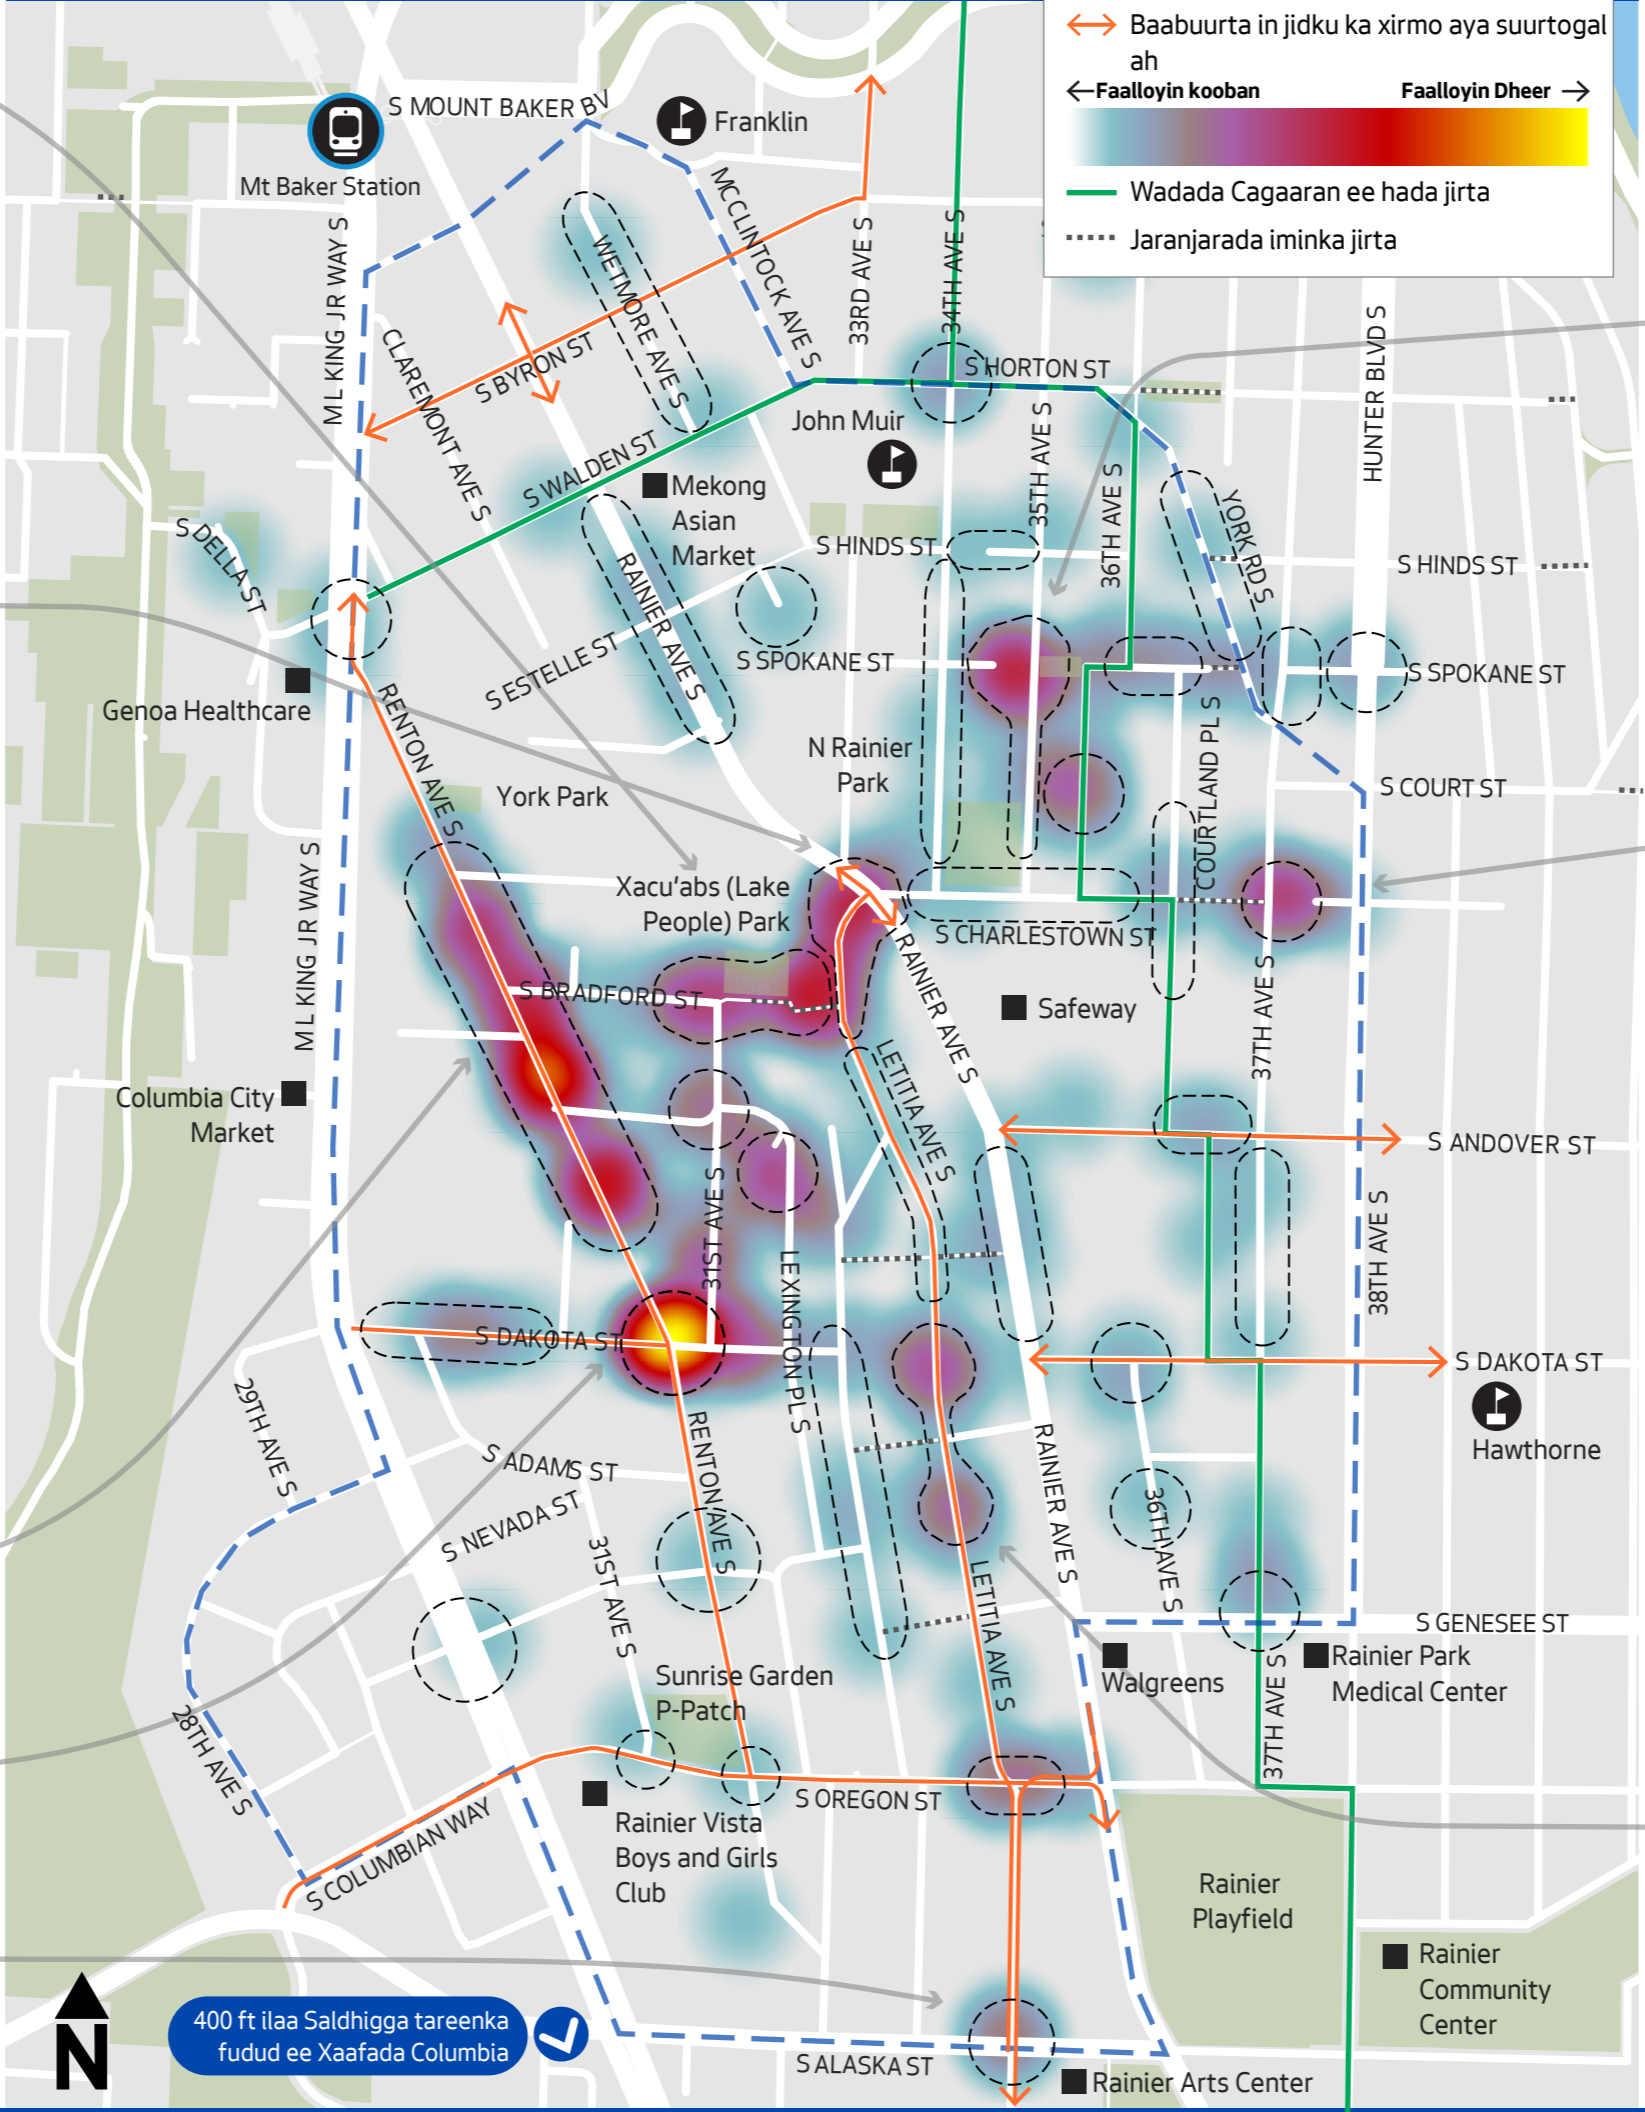 Baabuurta in jidku ka xirmo aya suurtogal
ah
Faalloyin kooban
Faalloyin Dheer
Wadada Cagaaran ee hada jirta
Jaranjarada iminka jirta
S MOUNT BAKER BV
Franklin
Mt Baker Station
MCCLINTOCK AVE S
ML KING JR WAY S
WETMORE AVE S
33RD AVE S
34TH AVE S
CLAREMONT AVE S
S BYRON ST
S HORTON ST
HUNTER BLVD S
John Muir
35TH AVE S
36TH AVE S
S WALDEN ST
Mekong
Asian
Market
YORK RD S
S DELLA ST
RAINIER AVE S
S HINDS ST
S HINDS ST
S ESTELLE ST
S SPOKANE ST
S SPOKANE ST
Genoa Healthcare
RENTON AVE S
N Rainier
Park
COURTLAND PL S
York Park
S COURT ST
ML KING JR WAY S
Xacuʼabs (Lake
People) Park
S CHARLESTOWN ST
RAINIER AVE S
S BRADFORD ST
Safeway
37TH AVE S
LETITIA AVE S
Columbia City
Market
S ANDOVER ST
31ST AVE S
38TH AVE S
LEXINGTON PL S
S DAKOTA ST
S DAKOTA ST
Hawthorne
29TH AVE S
RENTON AVE S
RAINIER AVE S
S ADAMS ST
S NEVADA ST
36TH AVE S
31ST AVE S
LETITIA AVE S
S GENESEE ST
Sunrise Garden
P-Patch
Walgreens
Rainier Park
Medical Center
37TH AVE S
28TH AVE S
S OREGON ST
S COLUMBIAN WAY
Rainier Vista
Boys and Girls
Club
Rainier
Playfield
Rainier
Community
Center
400 ft ilaa Saldhigga tareenka
fudud ee Xaafada Columbia
N
S ALASKA ST
Rainier Arts Center